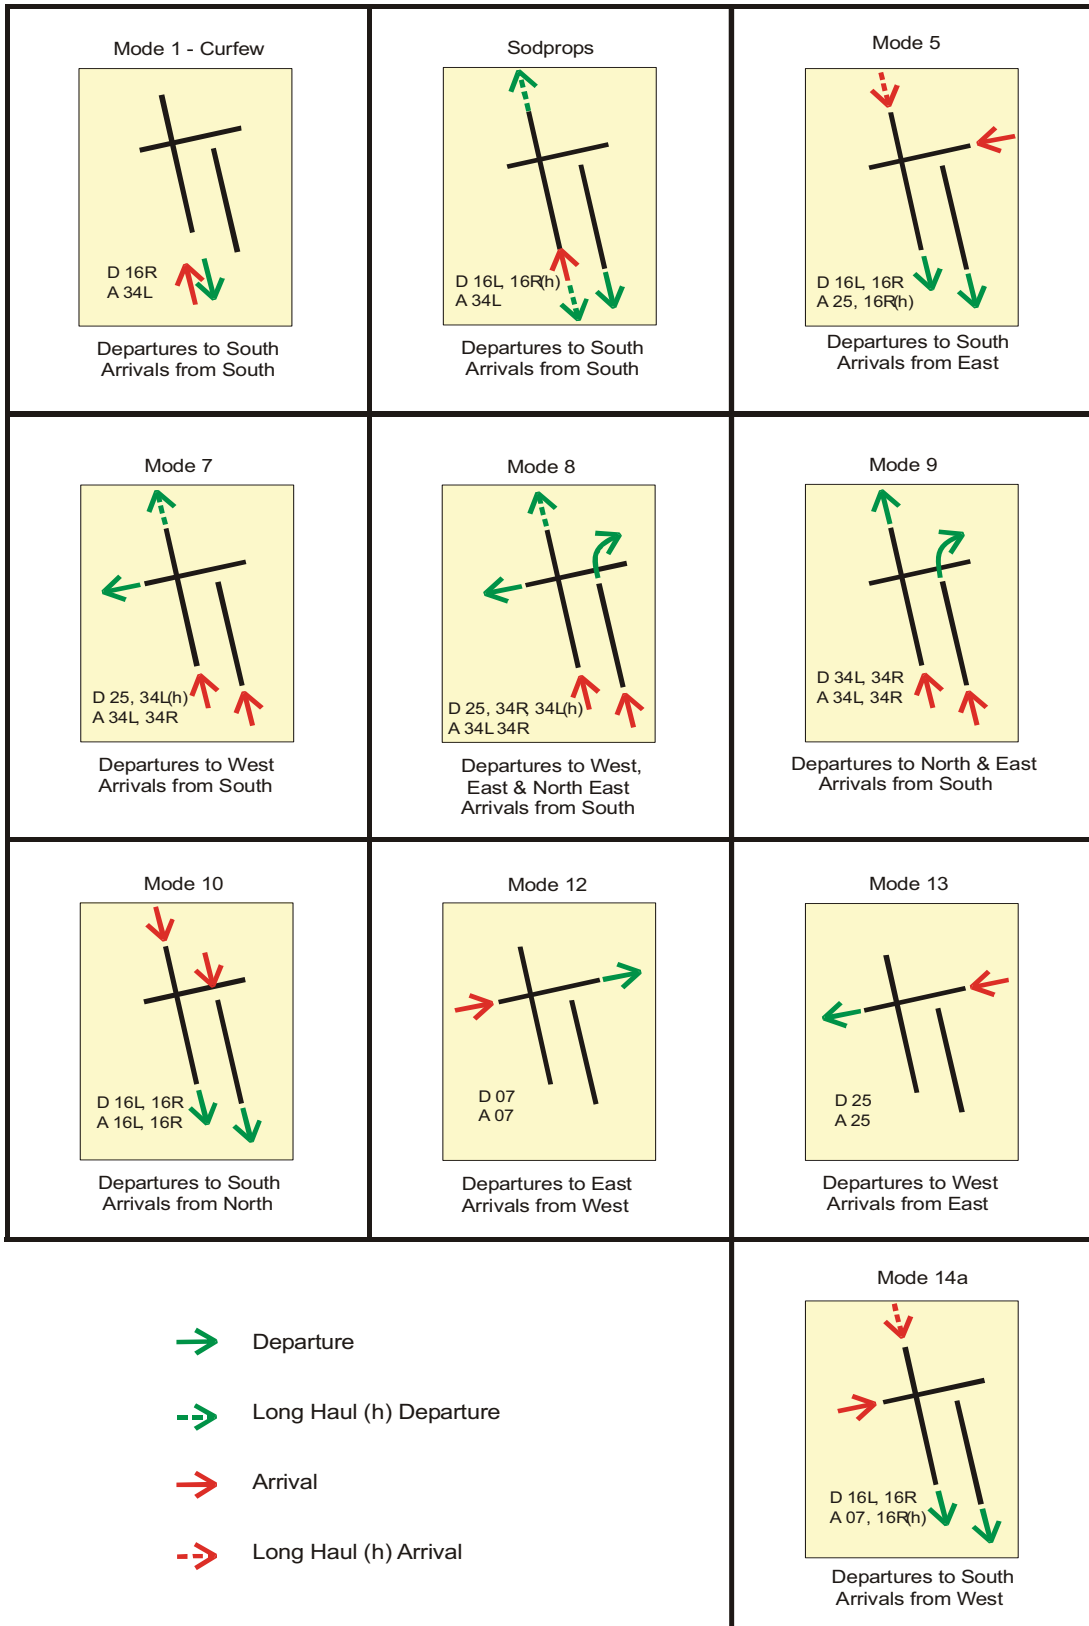 Mode 1 - Curfew
D 16R
A 34L
Departures to South
Arrivals from South
Sodprops
D 16L, 16R(h)
A 34L
Departures to South
Arrivals from South
Mode 5
D 16L, 16R
A 25, 16R(h)
Departures to South
Arrivals from East
Mode 7
D 25, 34L(h)
A 34L, 34R
Departures to West
Arrivals from South
Mode 8
D 25, 34R 34L(h)
A 34L 34R
Departures to West,
East & North East
Arrivals from South
Mode 9
D 34L, 34R
A 34L, 34R
Departures to North & East
Arrivals from South
Mode 10
D 16L, 16R
A 16L, 16R
Departures to South
Arrivals from North
Mode 12
D 07
A 07
Departures to East
Arrivals from West
Mode 13
D 25
A 25
Departures to West
Arrivals from East
Departure
Long Haul (h) Departure
Arrival
Long Haul (h) Arrival
Mode 14a
D 16L, 16R
A 07, 16R(h)
Departures to South
Arrivals from West